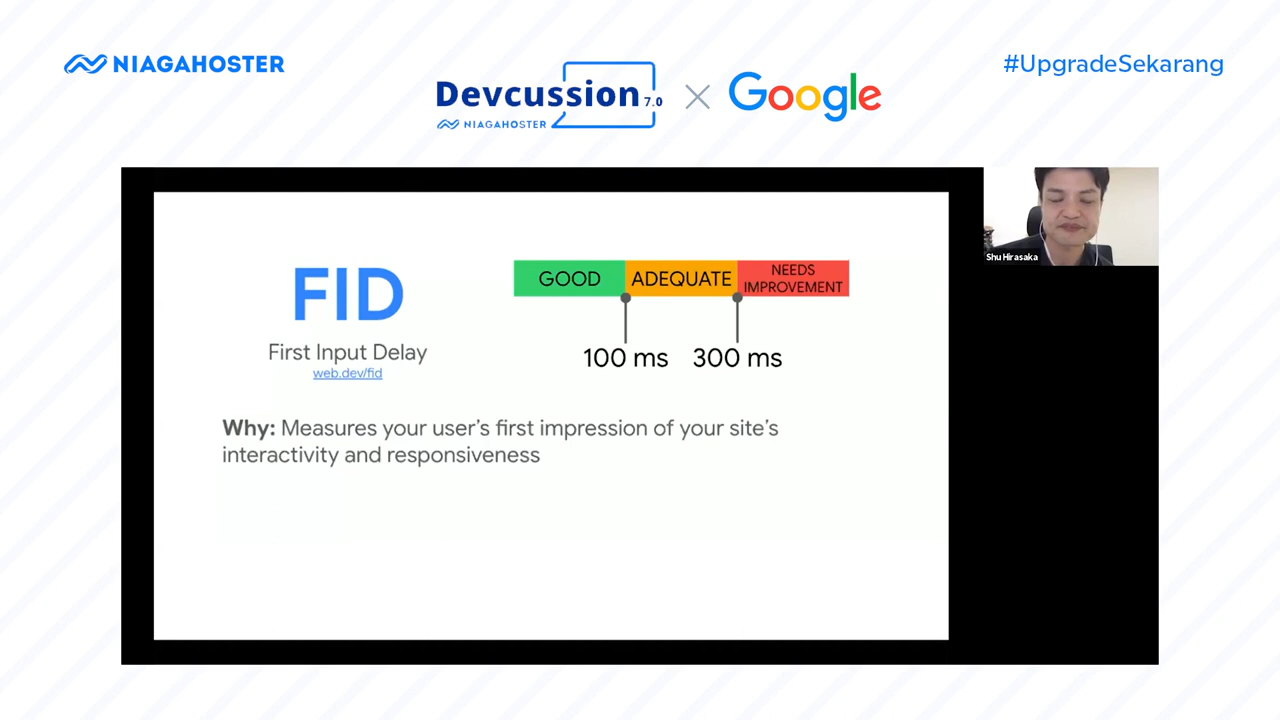 NIAGAHOSTER
Devcussion 7.0
NIAGAHOSTER
Google
#UpgradeSekarang
FID
First Input Delay
web.dev/fid
GOOD
ADEQUATE
NEEDS
IMPROVEMENT
100 ms
300 ms
Why: Measures your user's first impression of your site's
interactivity and responsiveness
Shu Hirasaka